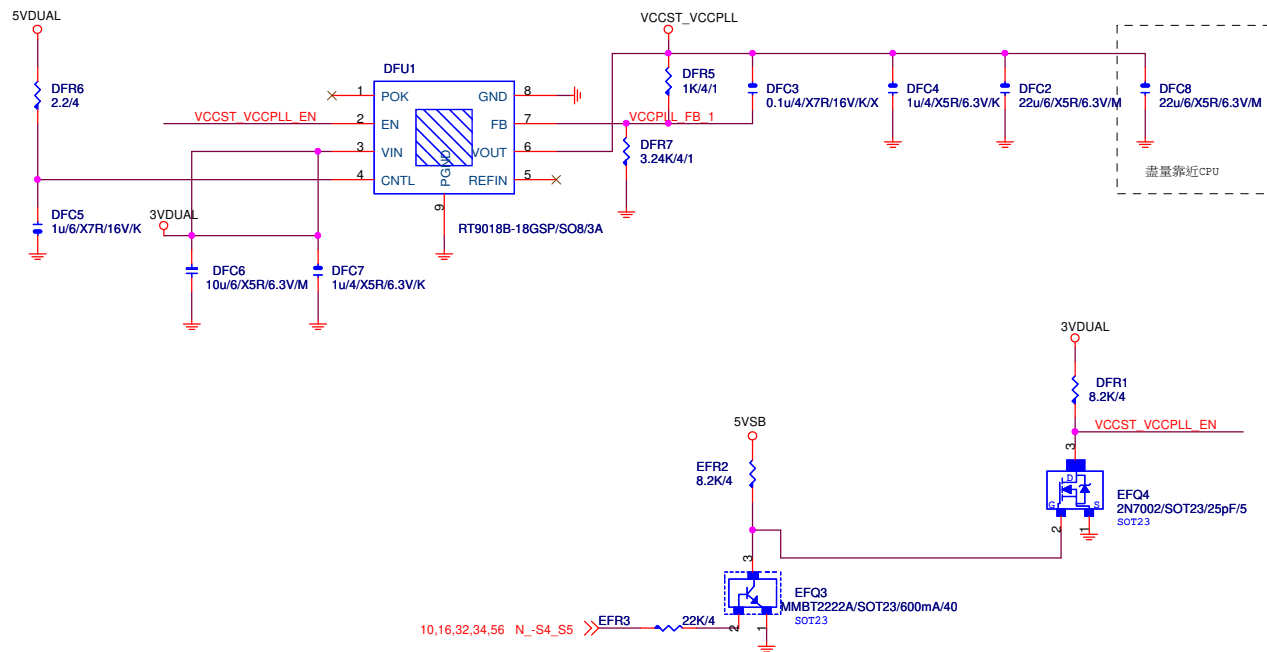 5VDUAL
DFR6
2.2/4
DFC5
1u/6/X7R/16V/K
3VDUAL
DFC6
10u/6/X5R/6.3V/M
DFC7
1u/4/X5R/6.3V/K
VCCST_VCCPLL_EN
DFU1
1 POK
2 EN
3 VIN
4 CNTL
GND 8
FB 7
VOUT 6
REFIN 5
PGND
9
RT9018B-18GSP/SO8/3A
VCCST_VCCPLL
DFR5
1K/4/1
VCCPLL_FB_1
DFR7
3.24K/4/1
DFC3
0.1u/4/X7R/16V/K/X
DFC4
1u/4/X5R/6.3V/K
DFC2
22u/6/X5R/6.3V/M
DFC8
22u/6/X5R/6.3V/M
盡量靠近CPU
3VDUAL
DFR1
8.2K/4
VCCST_VCCPLL_EN
3
D
G
S
2
1
EFQ4
2N7002/SOT23/25pF/5
SOT23
5VSB
EFR2
8.2K/4
3
EFQ3
MMBT2222A/SOT23/600mA/40
SOT23
2
1
10,16,32,34,56 N_-S4_S5
EFR3
22K/4